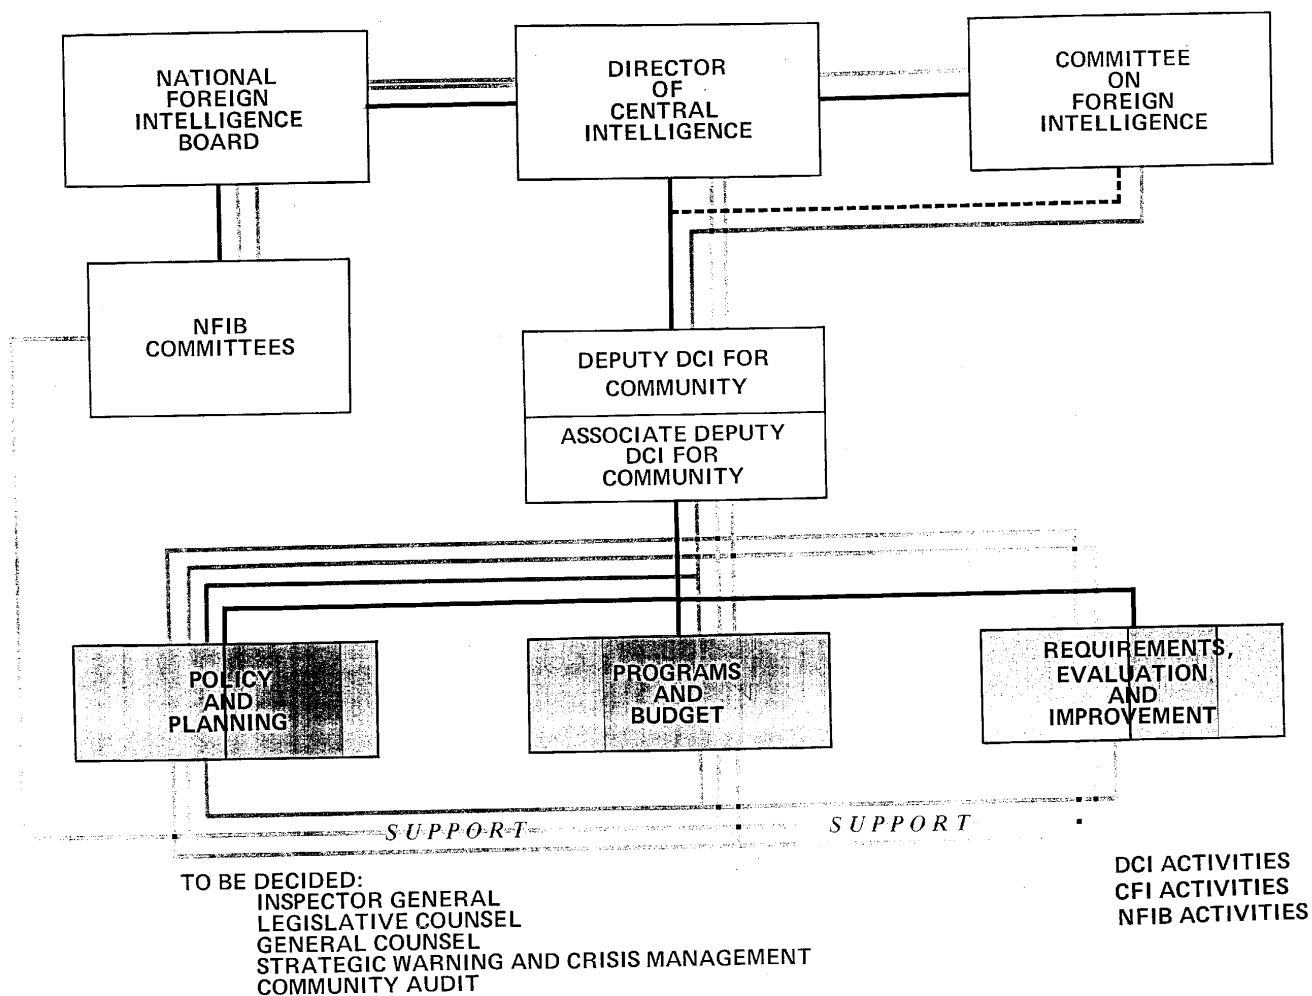 NATIONAL
FOREIGN
INTELLIGENCE
BOARD
DIRECTOR
OF
CENTRAL
INTELLIGENCE
COMMITTEE
ON
FOREIGN
INTELLIGENCE
NFIB
COMMITTEES
DEPUTY DCI FOR
COMMUNITY
ASSOCIATE DEPUTY
DCI FOR
COMMUNITY
POLICY
AND
PLANNING
PROGRAMS
AND
BUDGET
REQUIREMENTS,
EVALUATION
AND
IMPROVEMENT
SUPPORT
SUPPORT
TO BE DECIDED:
INSPECTOR GENERAL
LEGISLATIVE COUNSEL
GENERAL COUNSEL
STRATEGIC WARNING AND CRISIS MANAGEMENT
COMMUNITY AUDIT
DCI ACTIVITIES
CFI ACTIVITIES
NFIB ACTIVITIES